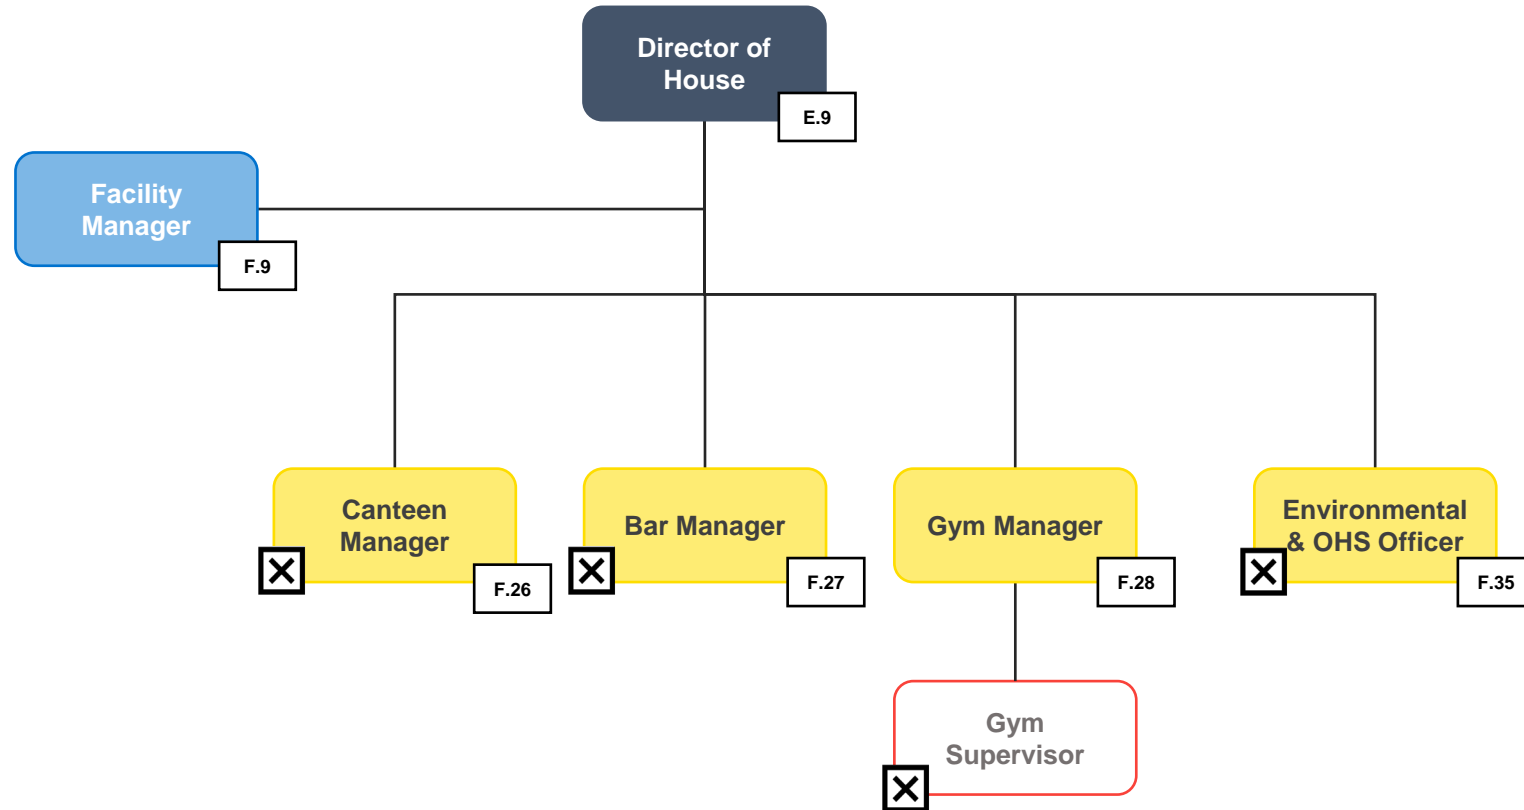 Director of
House
E.9
Facility
Manager
F.9
Canteen
Manager
F.26
Bar Manager
F.27
Gym Manager
F.28
Environmental
& OHS Officer
F.35
Gym
Supervisor